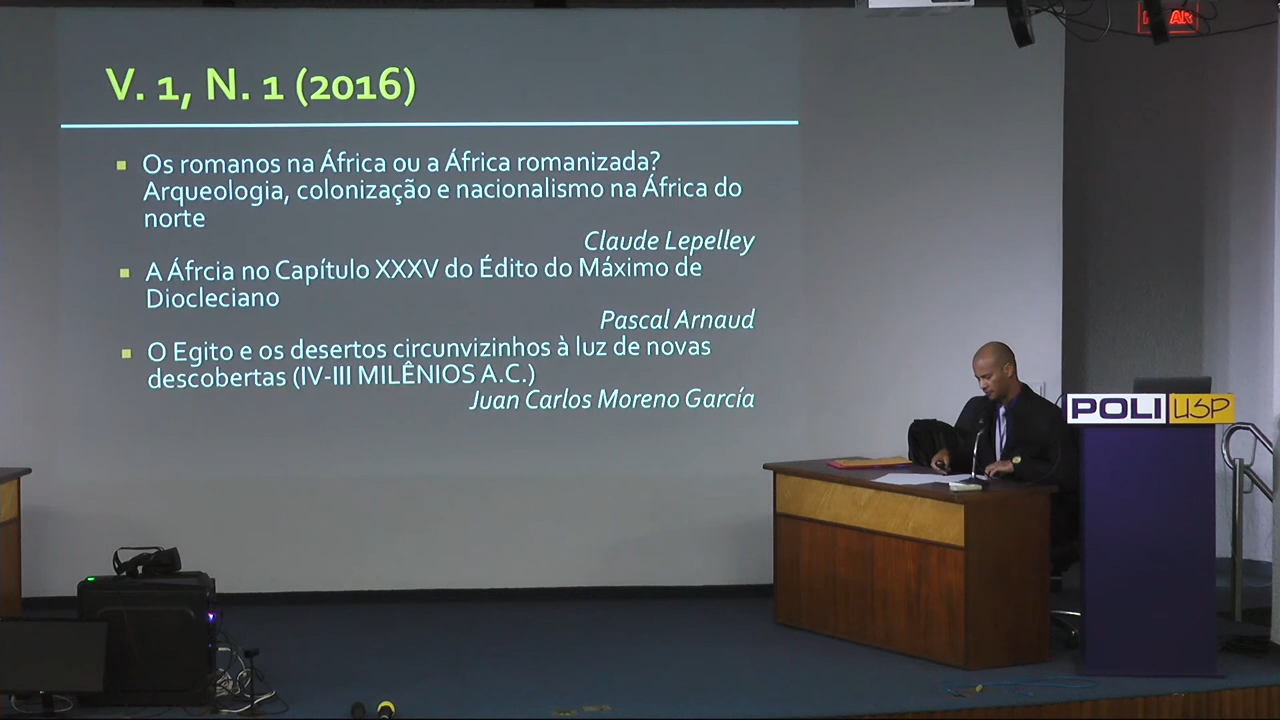 V. 1, N. 1 (2016)
Os romanos na África ou a África romanizada?
Arqueologia, colonização e nacionalismo na África do
norte
Claude Lepelley
A Áfrcia no Capítulo XXXV do Édito do Máximo de
Diocleciano
Pascal Arnaud
O Egito e os desertos circunvizinhos à luz de novas
descobertas (IV-III MILÊNIOS A.C.)
Juan Carlos Moreno García
POLI USP